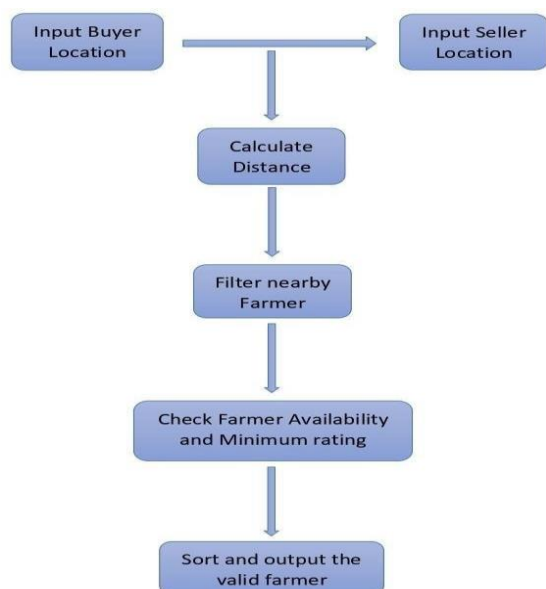 Input Buyer
Location
Input Seller
Location
Calculate
Distance
Filter nearby
Farmer
Check Farmer Availability
and Minimum rating
Sort and output the
valid farmer